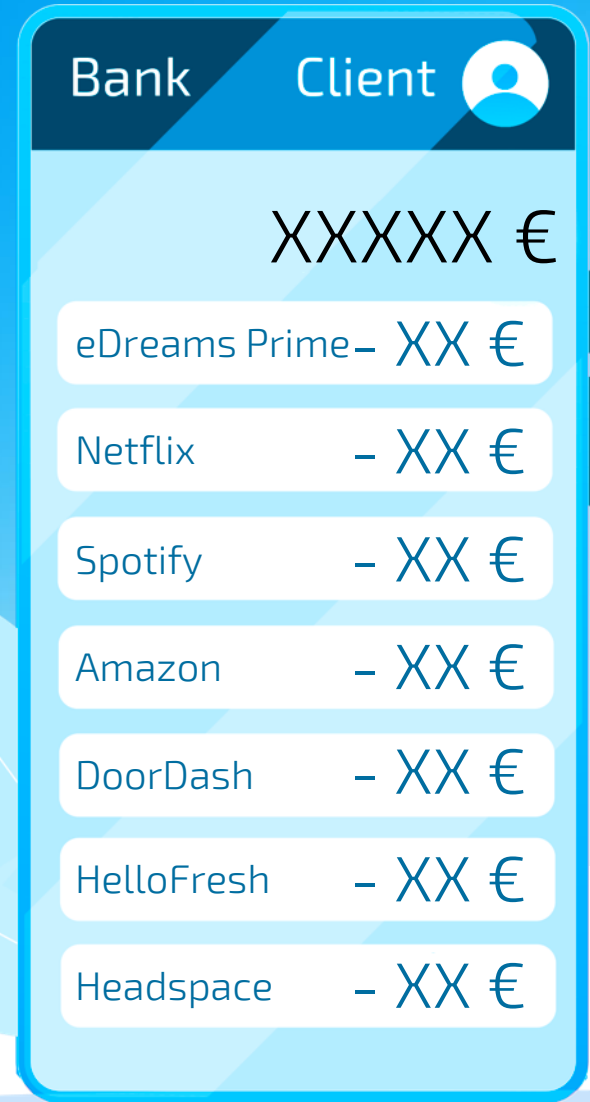 Bank Client
XXXXX €
eDreams Prime - XX €
Netflix - XX €
Spotify - XX €
Amazon - XX €
DoorDash - XX €
HelloFresh - XX €
Headspace - XX €